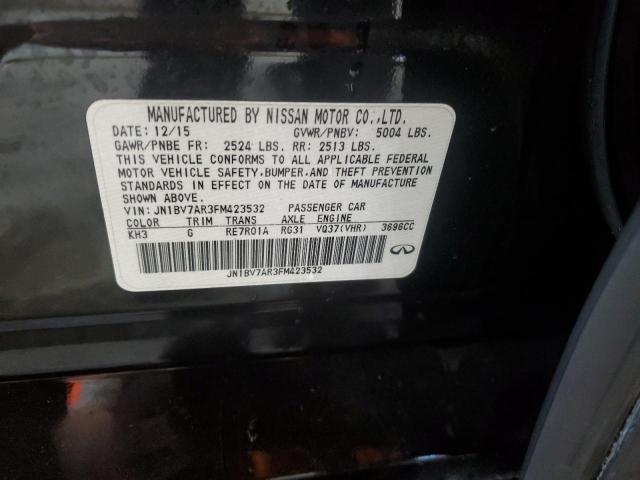 MANUFACTURED BY NISSAN MOTOR CO.,LTD.
DATE: 12/15 GVWR/PNBV: 5004 LBS.
GAWR/PNBE FR: 2524 LBS. RR: 2513 LBS.
THIS VEHICLE CONFORMS TO ALL APPLICABLE FEDERAL
MOTOR VEHICLE SAFETY,BUMPER,AND THEFT PREVENTION
STANDARDS IN EFFECT ON THE DATE OF MANUFACTURE
SHOWN ABOVE.
VIN: JN1BV7AR3FM423532 PASSENGER CAR
COLOR TRIM TRANS AXLE ENGINE
KH3 G RE7R01A RG31 VQ37(VHR) 3696CC
JN1BV7AR3FM423532